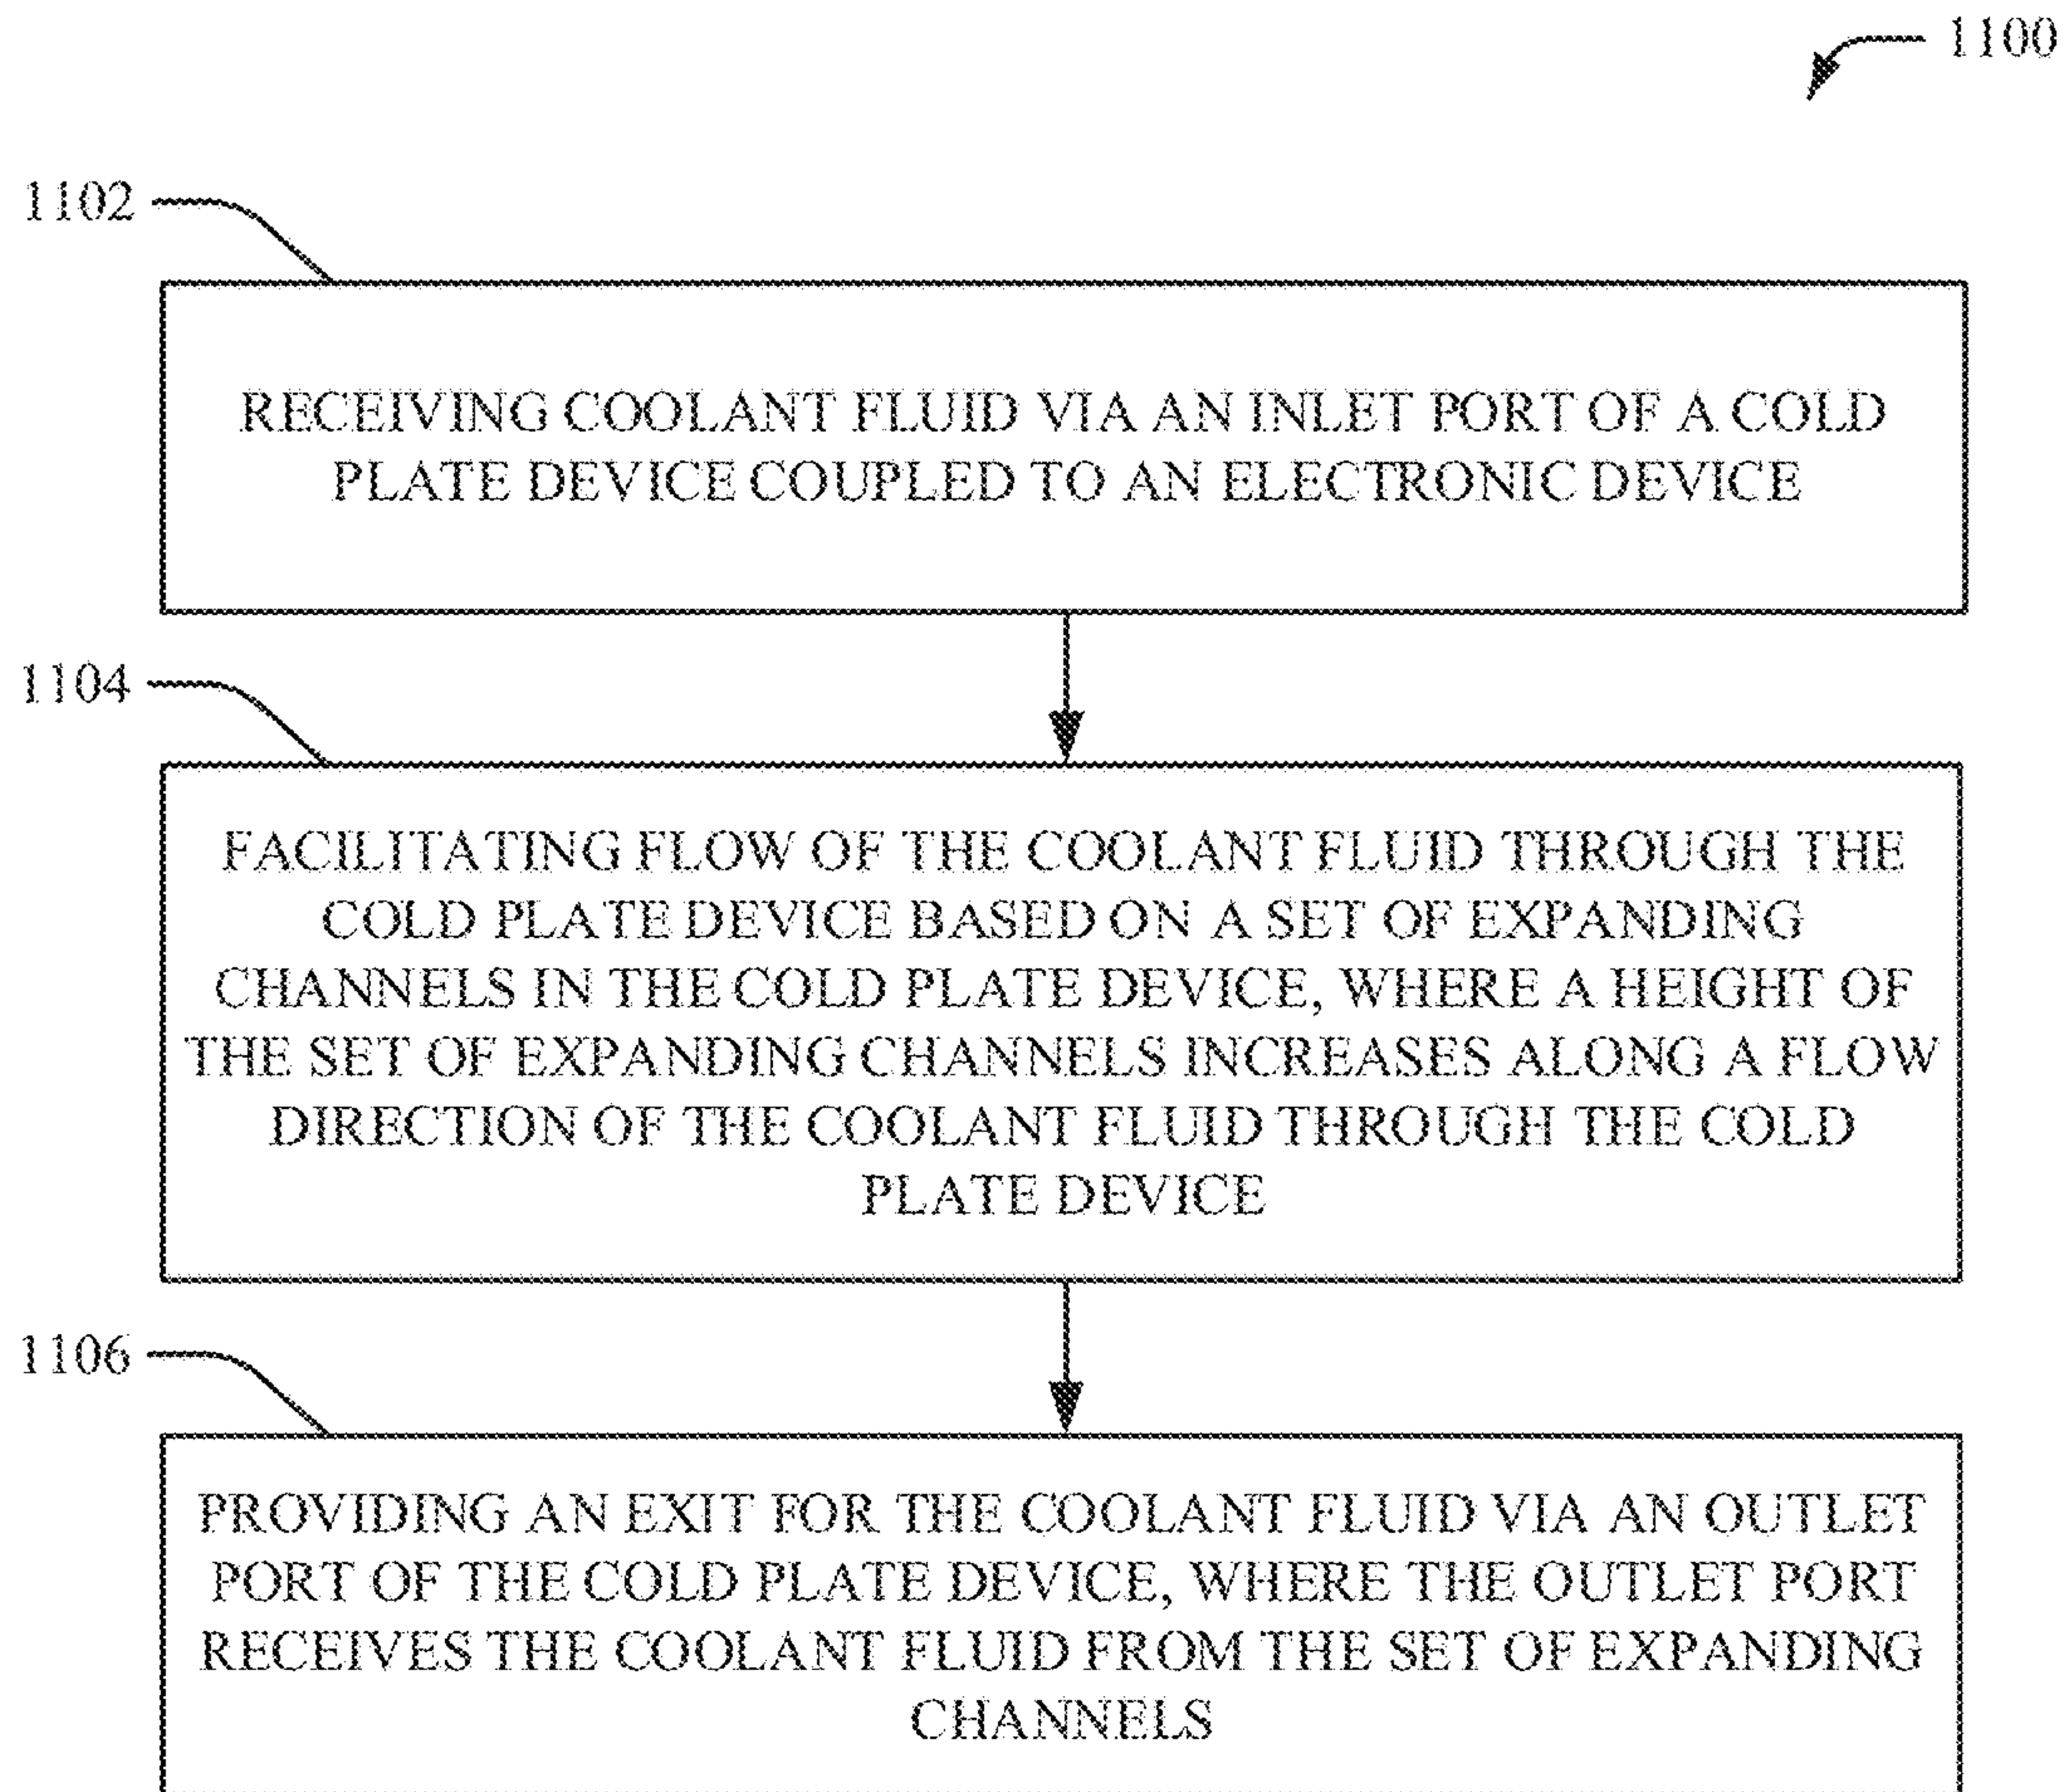 1100
1102
RECEIVING COOLANT FLUID VIA AN INLET PORT OF A COLD
PLATE DEVICE COUPLED TO AN ELECTRONIC DEVICE
1104
FACILITATING FLOW OF THE COOLANT FLUID THROUGH THE
COLD PLATE DEVICE BASED ON A SET OF EXPANDING
CHANNELS IN THE COLD PLATE DEVICE, WHERE A HEIGHT OF
THE SET OF EXPANDING CHANNELS INCREASES ALONG A FLOW
DIRECTION OF THE COOLANT FLUID THROUGH THE COLD
PLATE DEVICE
1106
PROVIDING AN EXIT FOR THE COOLANT FLUID VIA AN OUTLET
PORT OF THE COLD PLATE DEVICE, WHERE THE OUTLET PORT
RECEIVES THE COOLANT FLUID FROM THE SET OF EXPANDING
CHANNELS